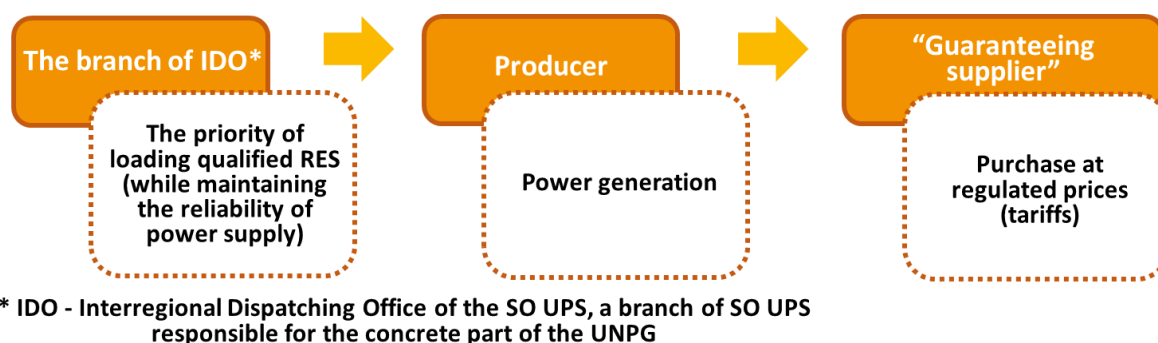 The branch of IDO*
The priority of
loading qualified RES
(while maintaining
the reliability of
power supply)
Producer
Power generation
“Guaranteeing
supplier”
Purchase at
regulated prices
(tariffs)
* IDO - Interregional Dispatching Office of the SO UPS, a branch of SO UPS
responsible for the concrete part of the UNPG